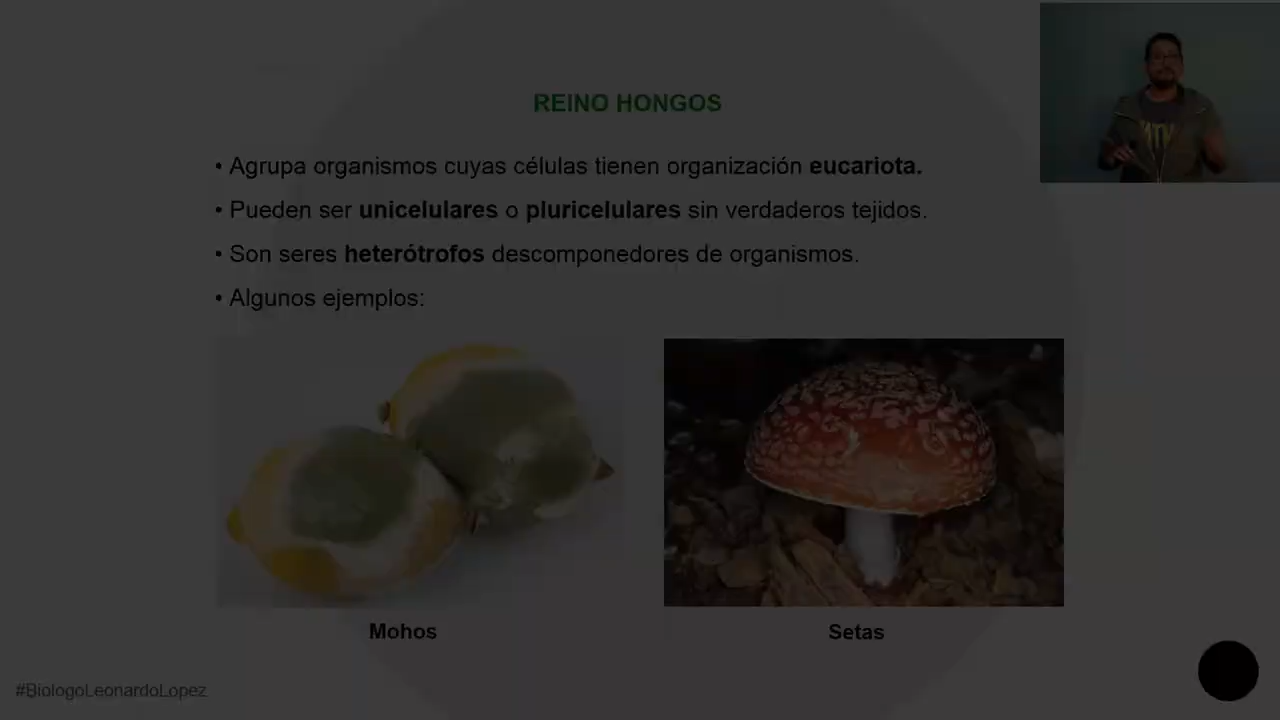 REINO HONGOS
• Agrupa organismos cuyas células tienen organización eucariota.
• Pueden ser unicelulares o pluricelulares sin verdaderos tejidos.
• Son seres heterótrofos descomponedores de organismos.
• Algunos ejemplos:
Mohos
Setas
#BiologoLeonardoLopez